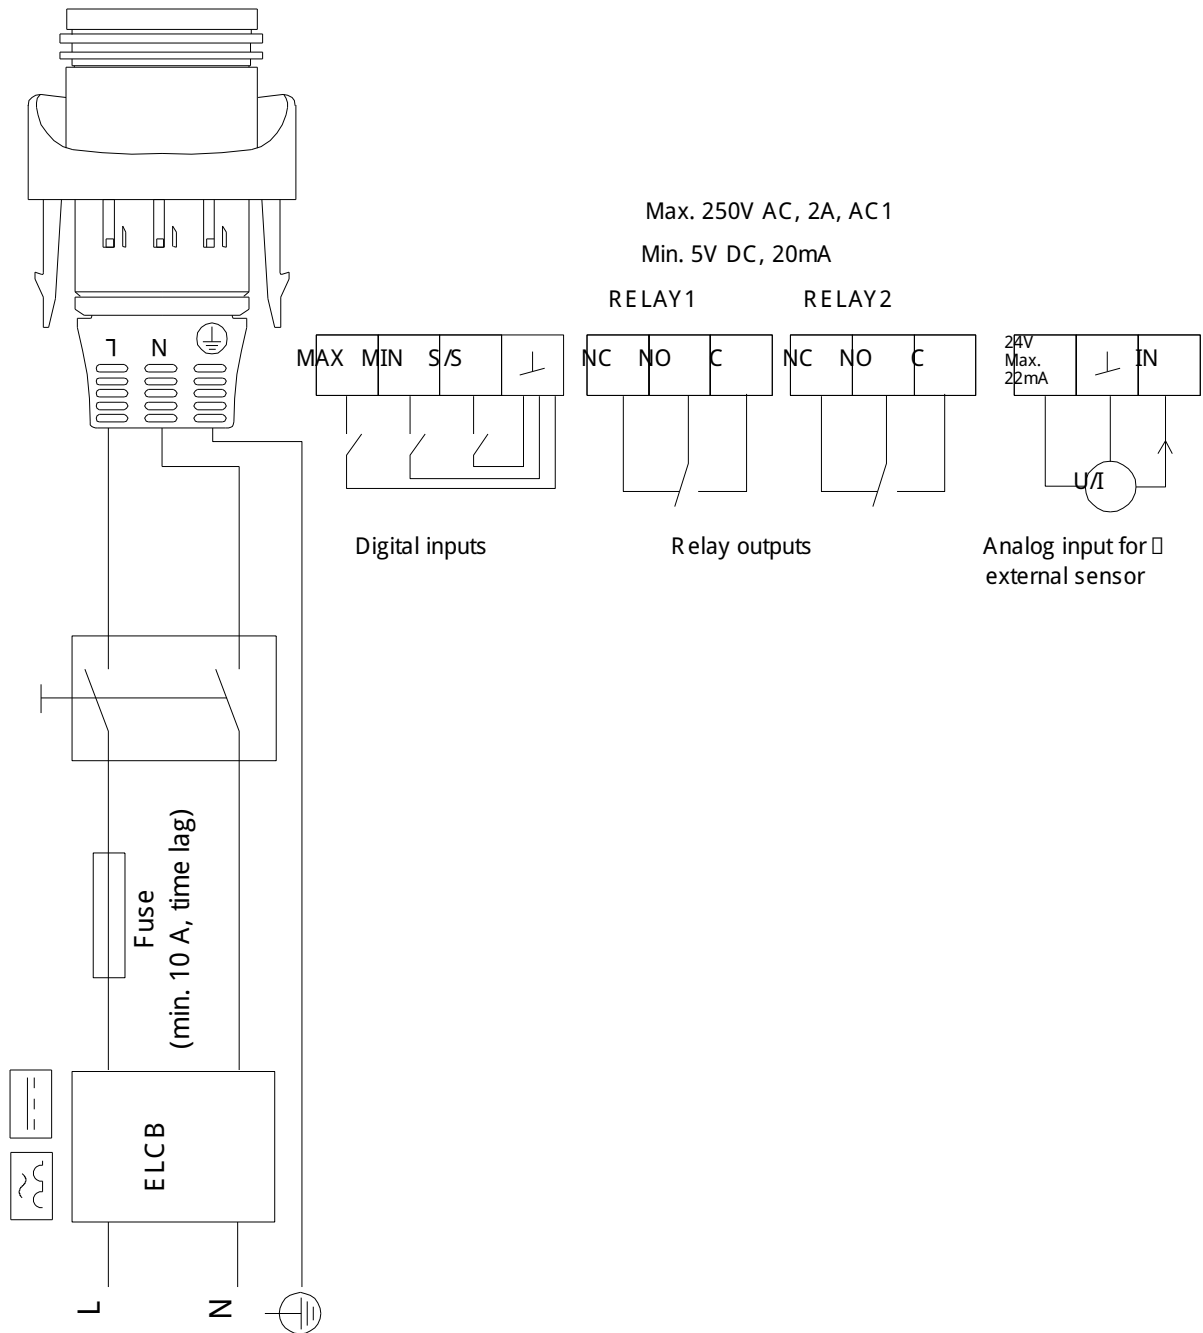 Max. 250V AC, 2A, AC1
Min. 5V DC, 20mA
RELAY1 RELAY2
L N
MAX MIN S/S NC NO C NC NO C 24V Max. 22mA IN
U/I
Digital inputs
Relay outputs
Analog input for
external sensor
Fuse
(min. 10 A, time lag)
ELCB
L N